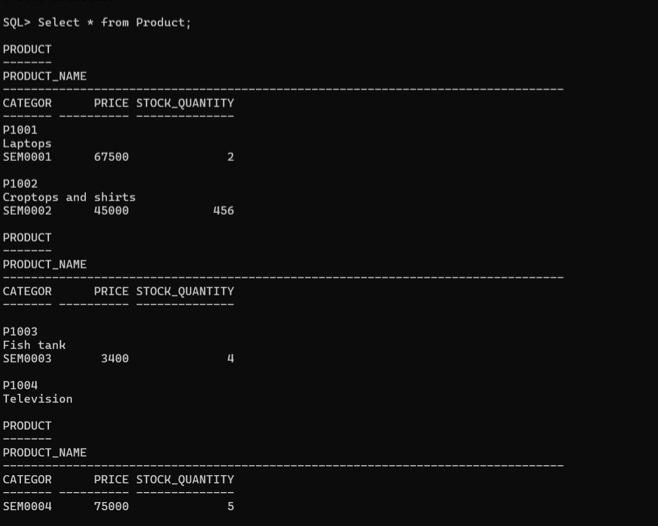 SQL> Select * from Product;
PRODUCT
-------
PRODUCT_NAME
--------------------------------------------------------------------------------
CATEGOR      PRICE STOCK_QUANTITY
------- ---------- --------------
P1001
Laptops
SEM0001      67500              2
P1002
Croptops and shirts
SEM0002      45000            456
PRODUCT
-------
PRODUCT_NAME
--------------------------------------------------------------------------------
CATEGOR      PRICE STOCK_QUANTITY
------- ---------- --------------
P1003
Fish tank
SEM0003       3400              4
P1004
Television
PRODUCT
-------
PRODUCT_NAME
--------------------------------------------------------------------------------
CATEGOR      PRICE STOCK_QUANTITY
------- ---------- --------------
SEM0004      75000              5